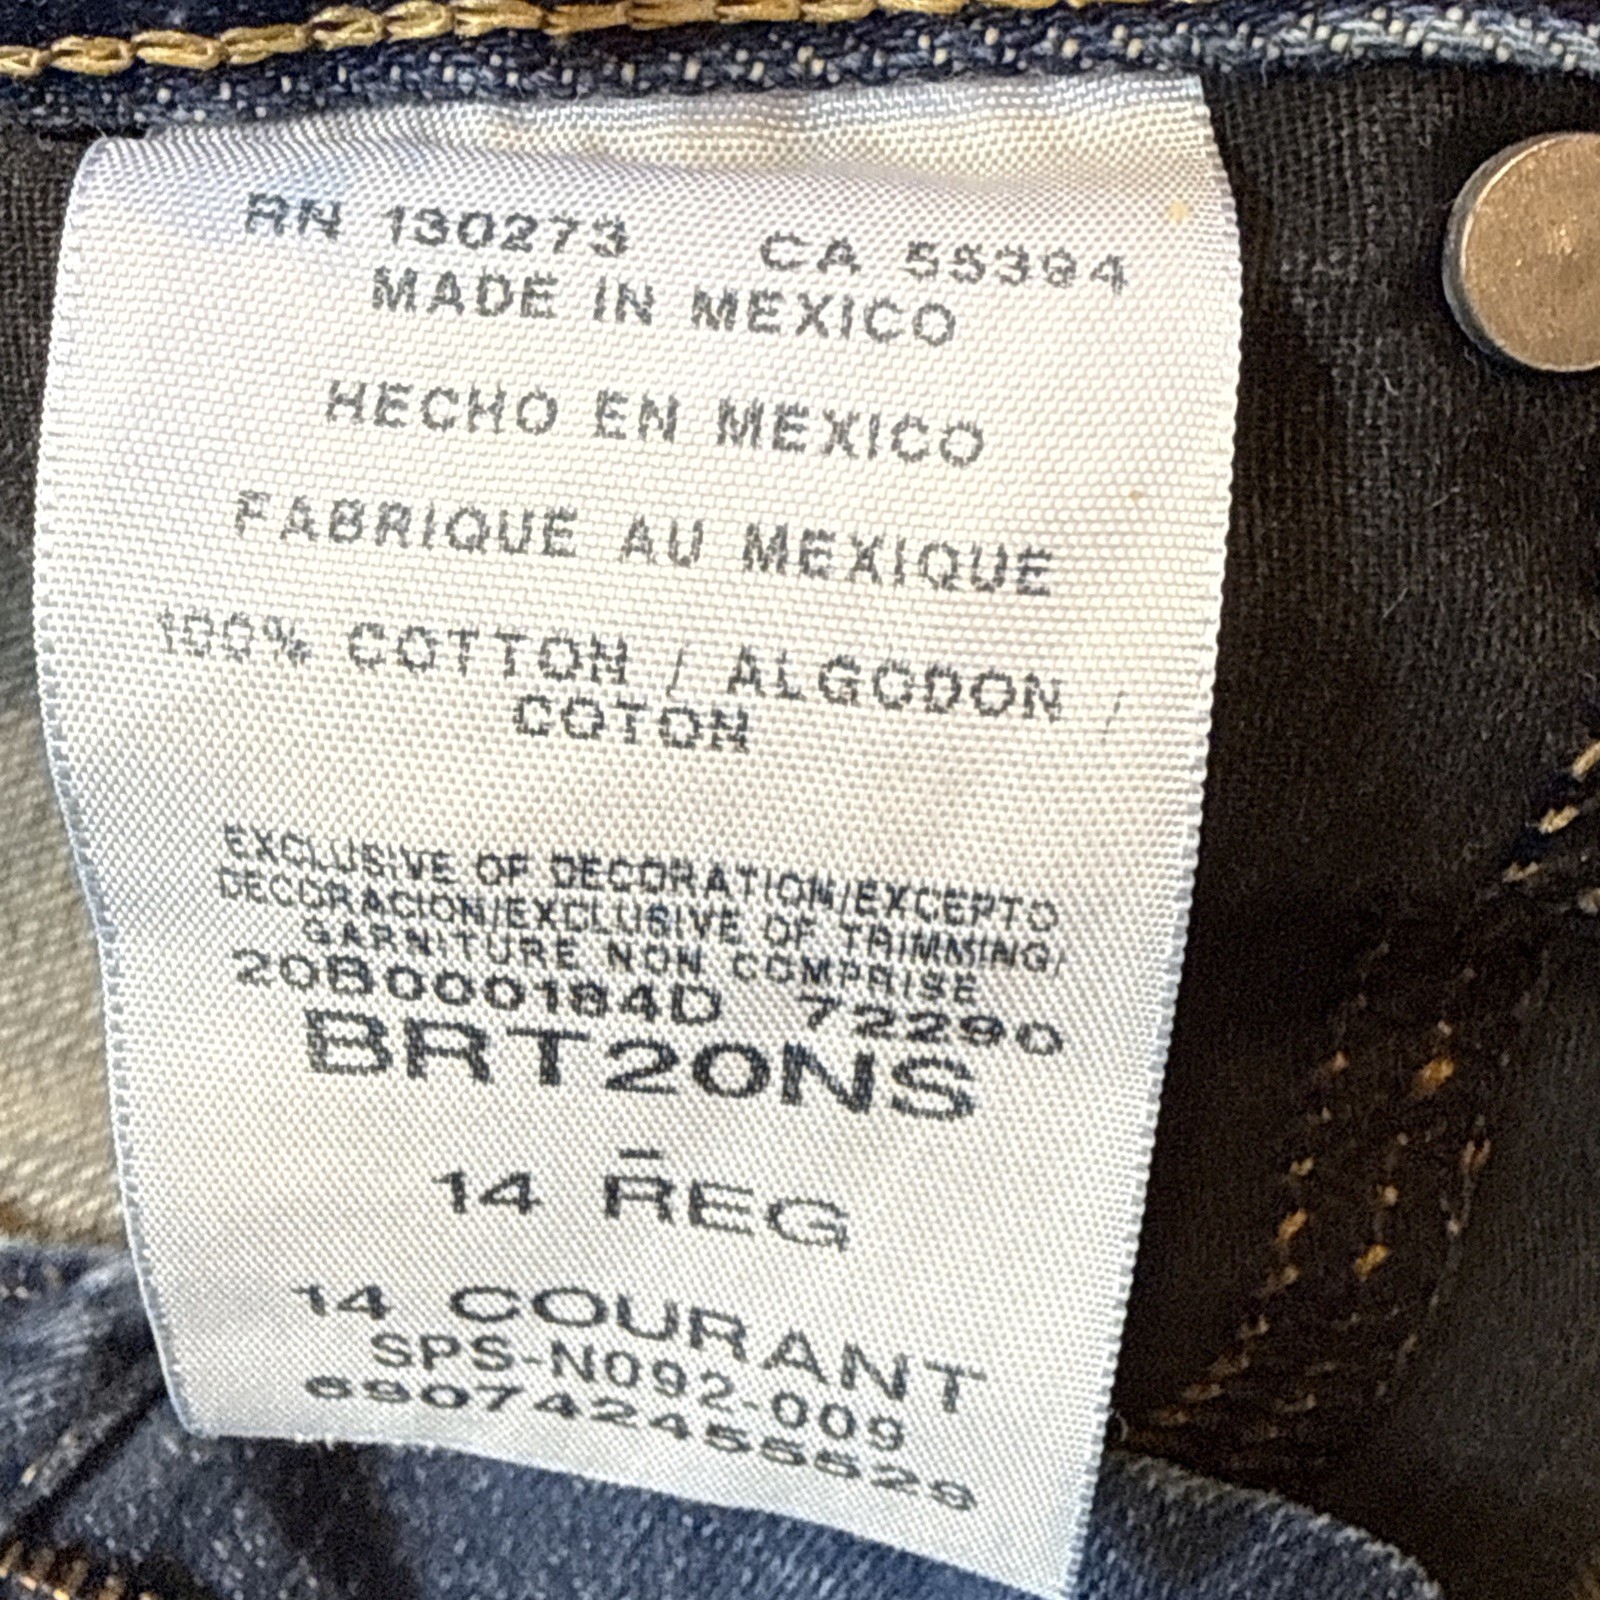 RN 130273 CA 55394
MADE IN MEXICO
HECHO EN MEXICO
FABRIQUE AU MEXIQUE
100% COTTON / ALGODON /
COTON
EXCLUSIVE OF DECORATION/EXCEPTO
DECORACION/EXCLUSIVE OF TRIMMING/
GARNITURE NON COMPRISE
20B000184D 72290
BRT20NS
14 REG
14 COURANT
SPS-N092-009
690742455529